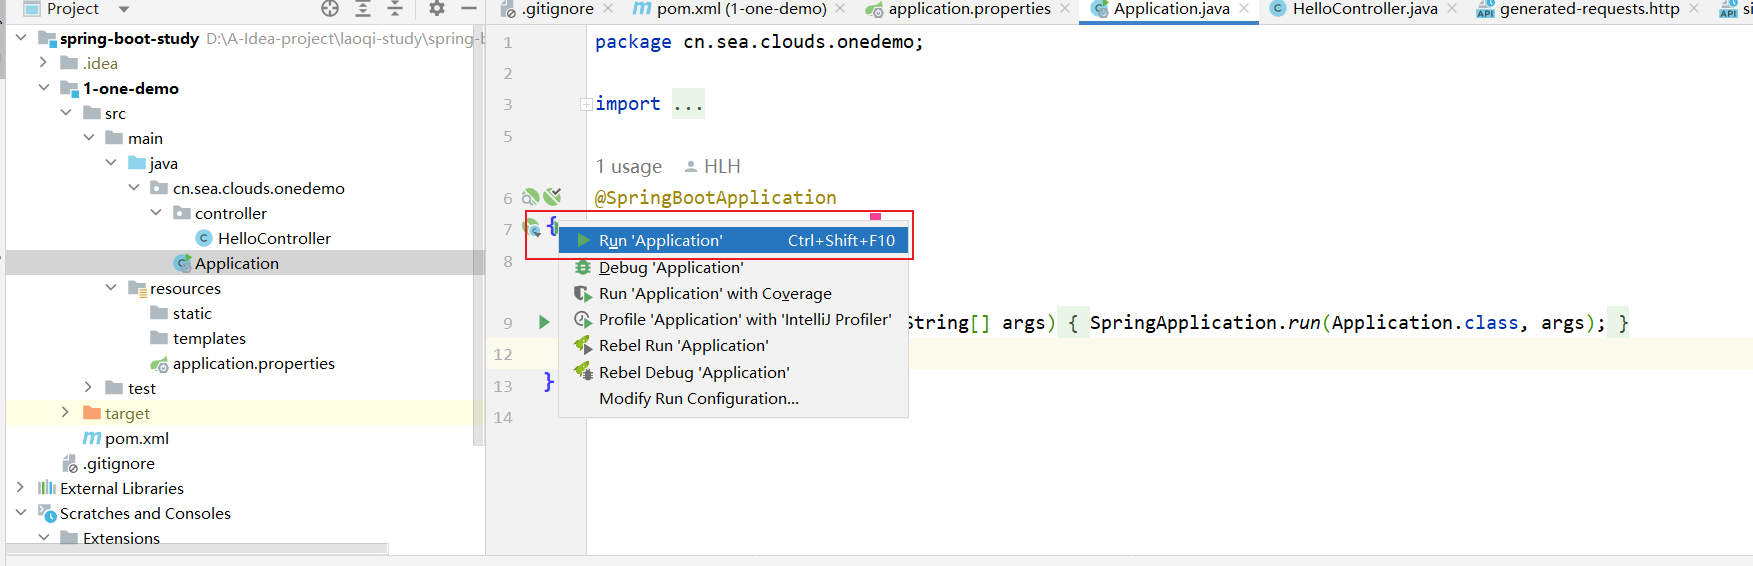 Project
.gitignore
pom.xml (1-one-demo)
application.properties
Application.java
HelloController.java
generated-requests.http
spring-boot-study D:\A-Idea-project\laoqi-study\spring-b
.idea
1-one-demo
src
main
java
cn.sea.clouds.onedemo
controller
HelloController
Application
resources
static
templates
application.properties
test
target
pom.xml
.gitignore
External Libraries
Scratches and Consoles
Extensions
1 package cn.sea.clouds.onedemo;
2
3 import ...
5
1 usage HLH
6 @SpringBootApplication
7 {
8
9 String[] args) { SpringApplication.run(Application.class, args); }
12
13 }
14
Run 'Application' Ctrl+Shift+F10
Debug 'Application'
Run 'Application' with Coverage
Profile 'Application' with 'IntelliJ Profiler'
Rebel Run 'Application'
Rebel Debug 'Application'
Modify Run Configuration...